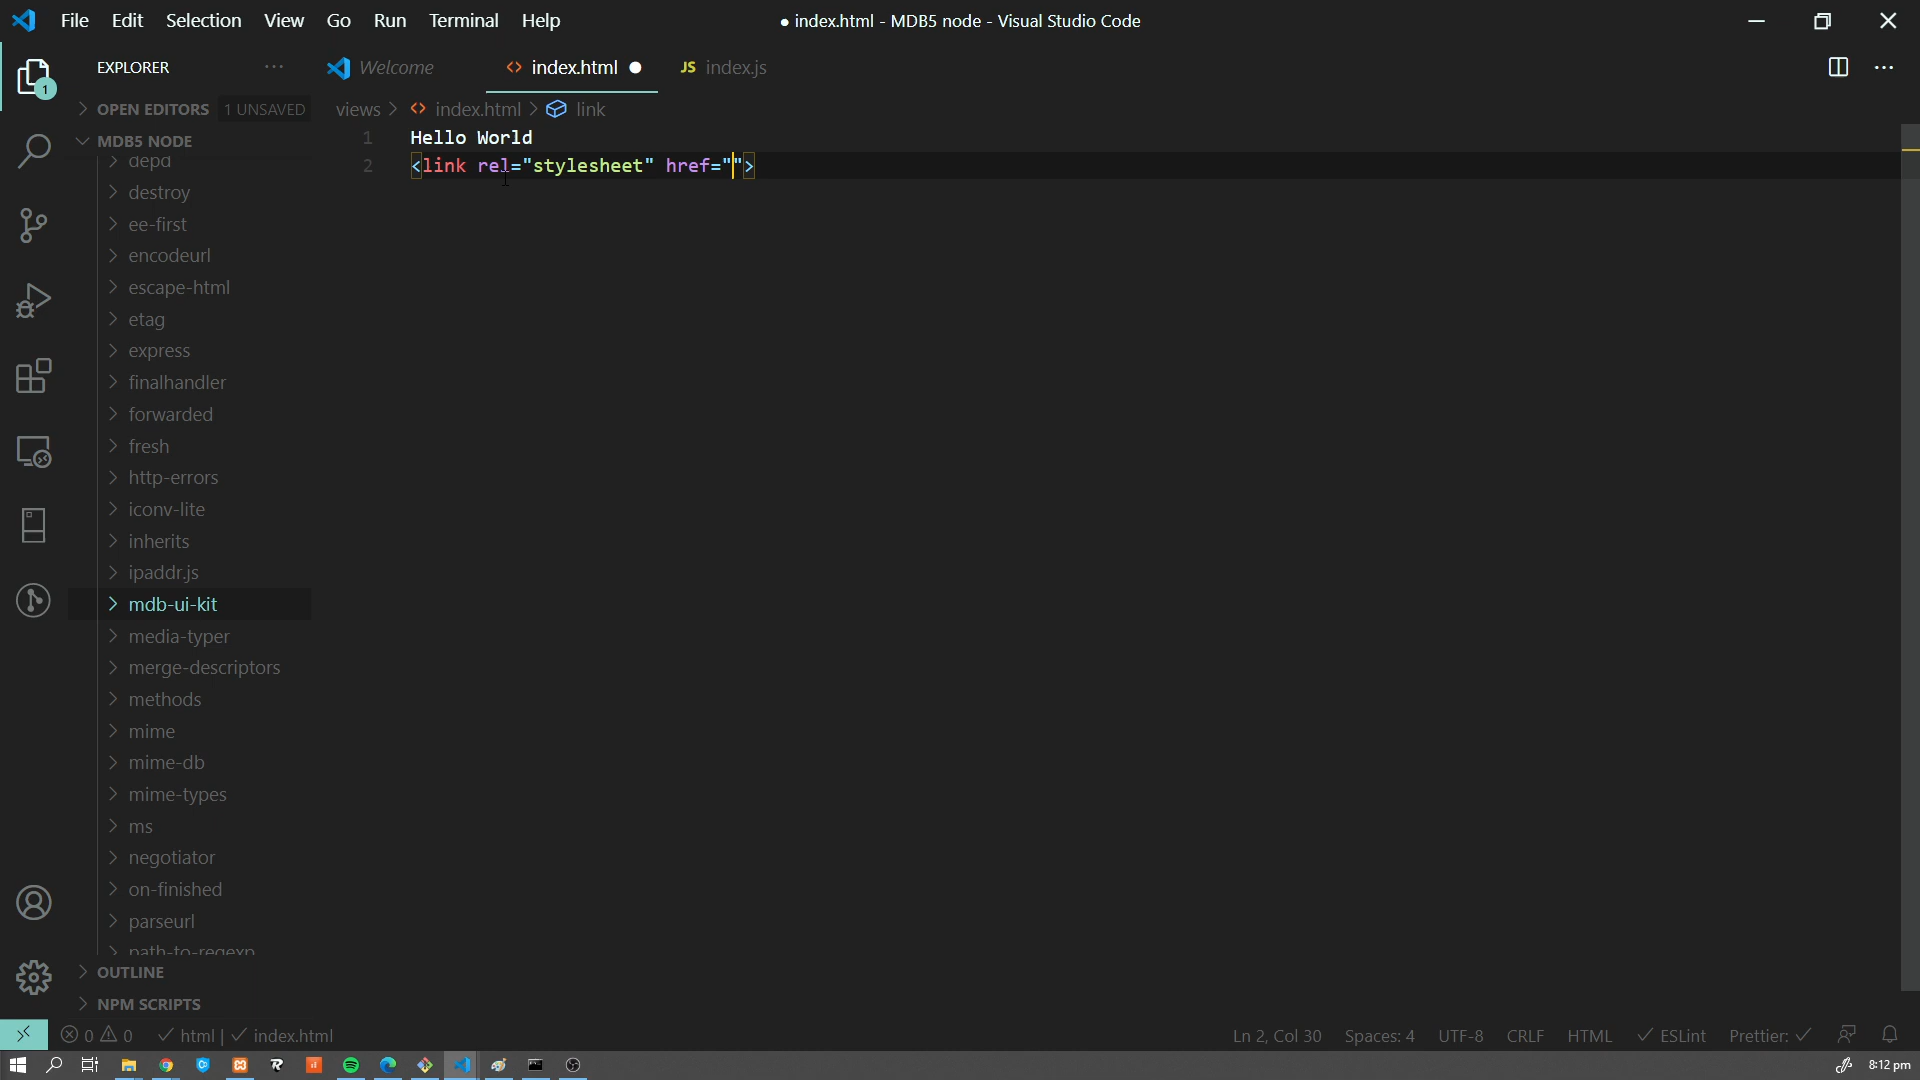 File Edit Selection View Go Run Terminal Help
● index.html - MDB5 node - Visual Studio Code
EXPLORER ···
Welcome
<> index.html ●
JS index.js
1
> OPEN EDITORS 1 UNSAVED
views > <> index.html > link
MDB5 NODE
1 Hello World
2 <link rel="stylesheet" href="">
> depd
> destroy
> ee-first
> encodeurl
> escape-html
> etag
> express
> finalhandler
> forwarded
> fresh
> http-errors
> iconv-lite
> inherits
> ipaddr.js
> mdb-ui-kit
> media-typer
> merge-descriptors
> methods
> mime
> mime-db
> mime-types
> ms
> negotiator
> on-finished
> parseurl
> path-to-regexp
> OUTLINE
> NPM SCRIPTS
0 0 ✓ html | ✓ index.html
Ln 2, Col 30 Spaces: 4 UTF-8 CRLF HTML ✓ ESLint Prettier: ✓
8:12 pm